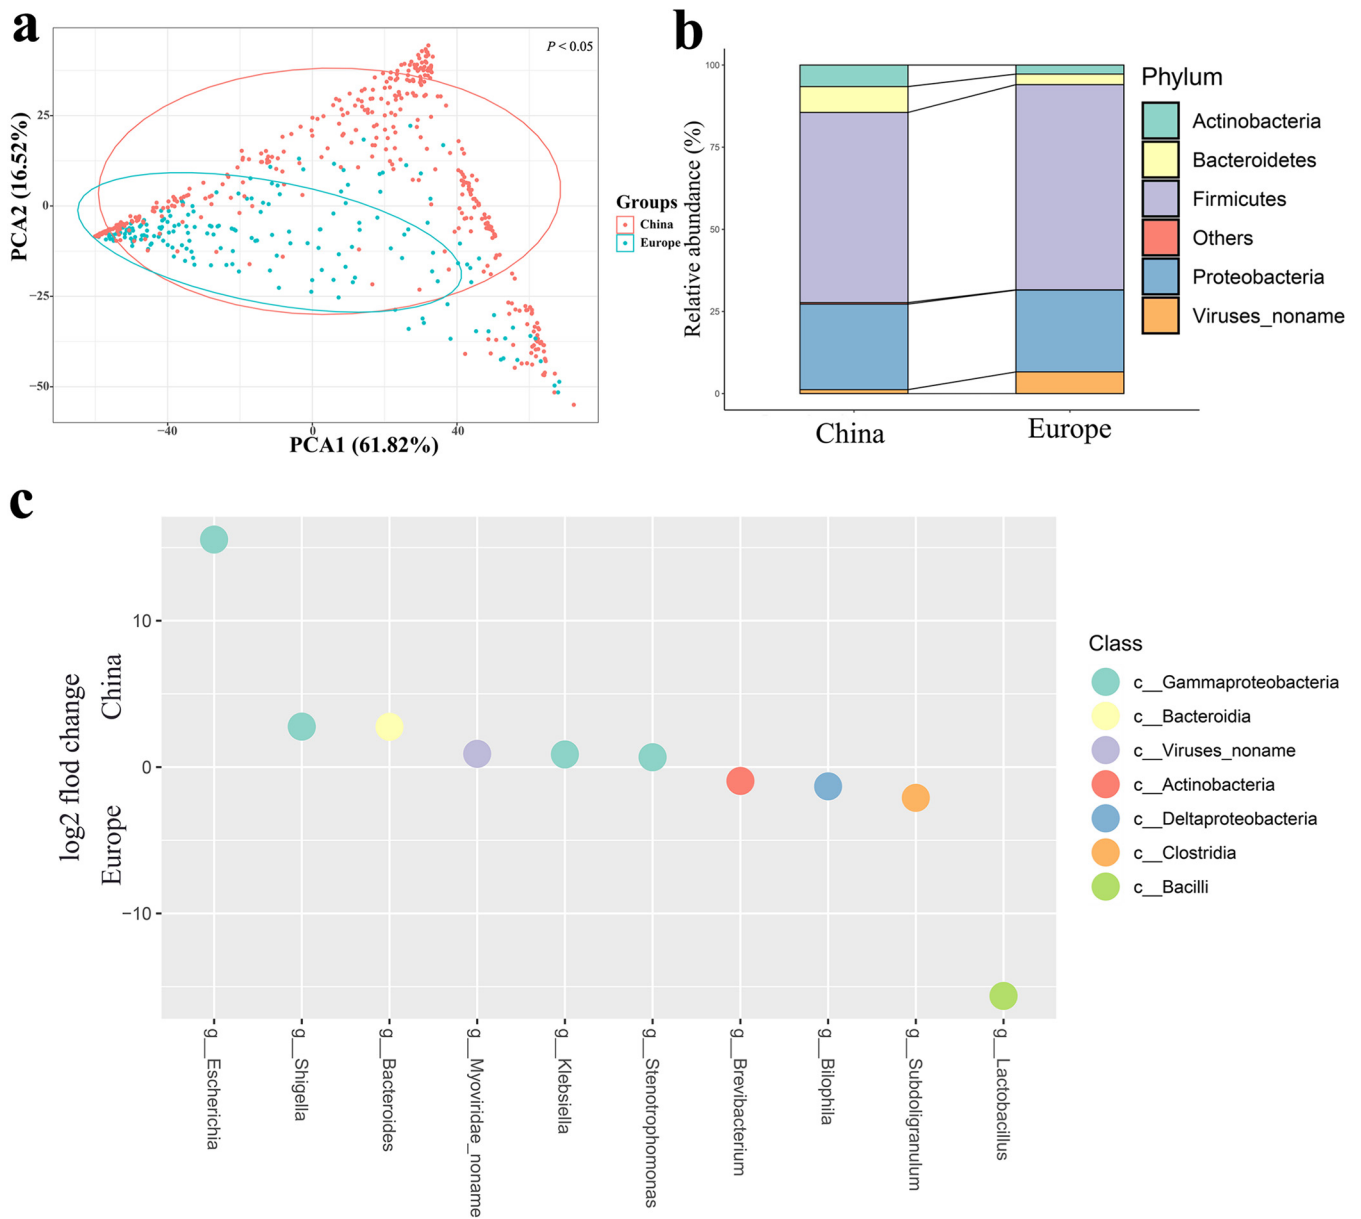 a
P < 0.05
25
0
−25
−50
PCA2 (16.52%)
−40
0
40
PCA1 (61.82%)
Groups
China
Europe
b
100
75
50
25
0
Relative abundance (%)
China
Europe
Phylum
Actinobacteria
Bacteroidetes
Firmicutes
Others
Proteobacteria
Viruses_noname
c
10
0
−10
log2 flod change
China
Europe
g__Escherichia
g__Shigella
g__Bacteroides
g__Myoviridae_noname
g__Klebsiella
g__Stenotrophomonas
g__Brevibacterium
g__Bilophila
g__Subdoligranulum
g__Lactobacillus
Class
c__Gammaproteobacteria
c__Bacteroidia
c__Viruses_noname
c__Actinobacteria
c__Deltaproteobacteria
c__Clostridia
c__Bacilli